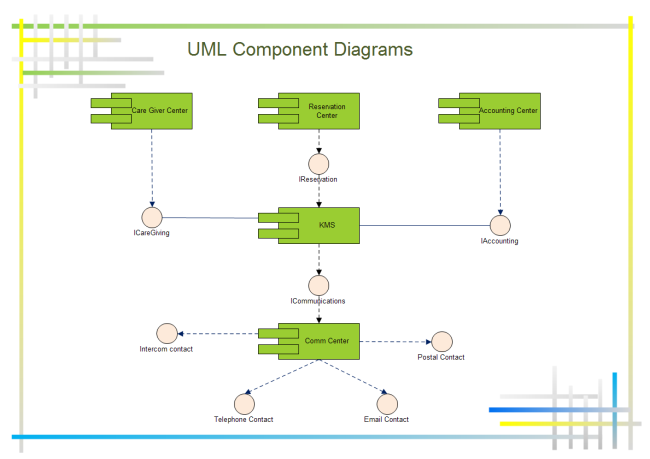 UML Component Diagrams
Care Giver Center
Reservation
Center
Accounting Center
IReservation
ICareGiving
KMS
IAccounting
ICommunications
Intercom contact
Comm Center
Postal Contact
Telephone Contact
Email Contact